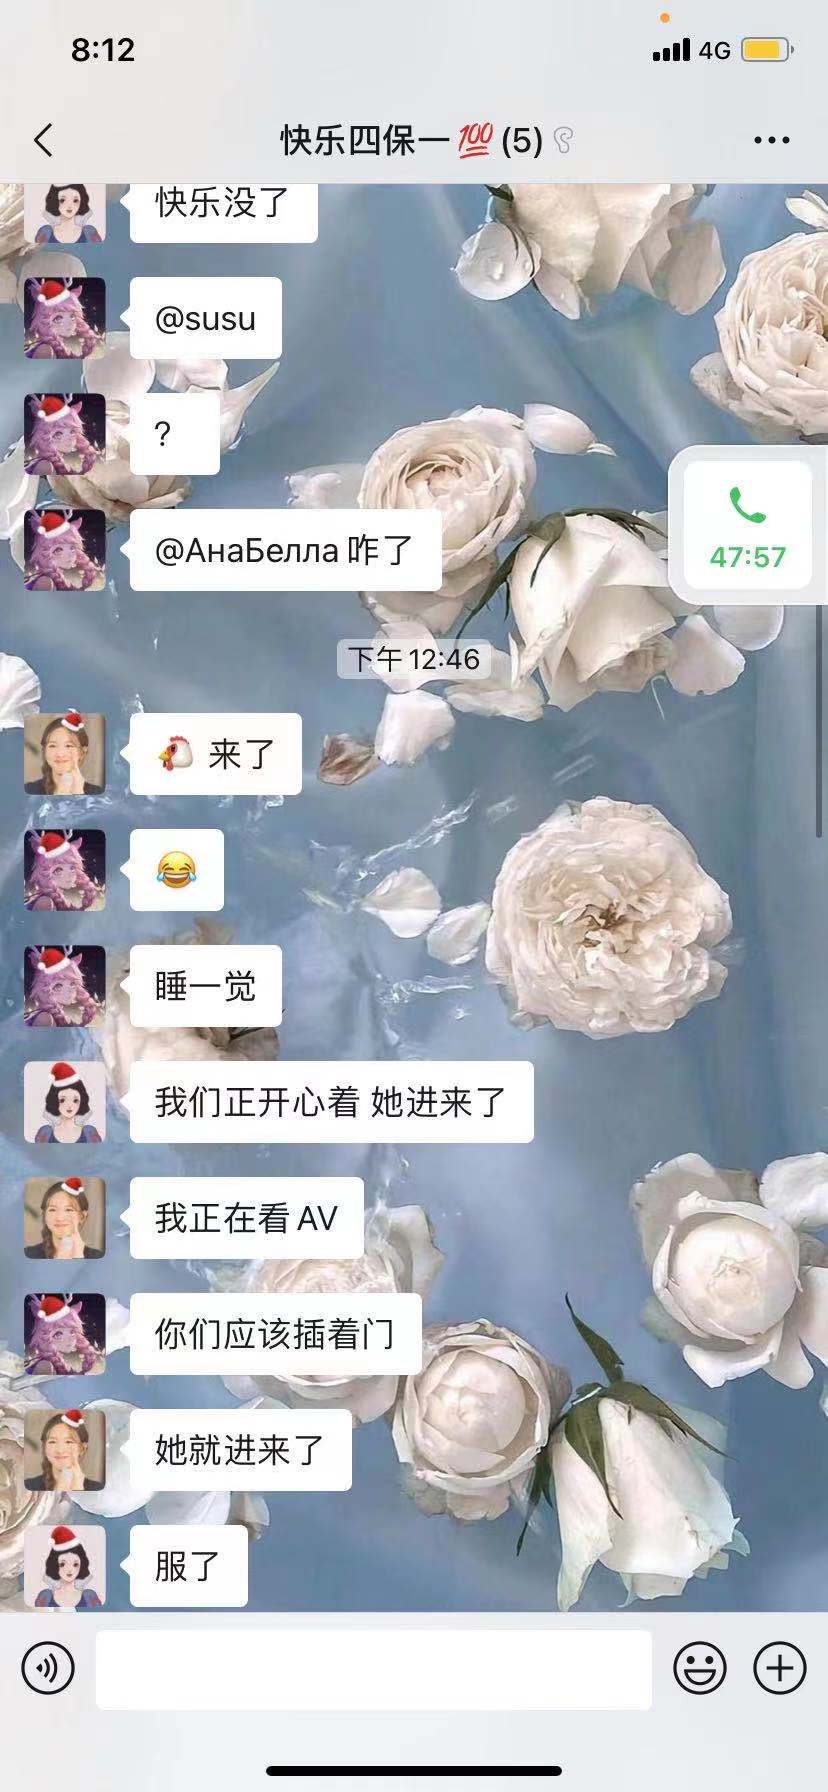 8:12
4G
快乐四保一💯(5)
快乐没了
@susu
?
47:57
@АнаБелла 咋了
下午 12:46
🐔 来了
😂
睡一觉
我们正开心着 她进来了
我正在看AV
你们应该插着门
她就进来了
服了